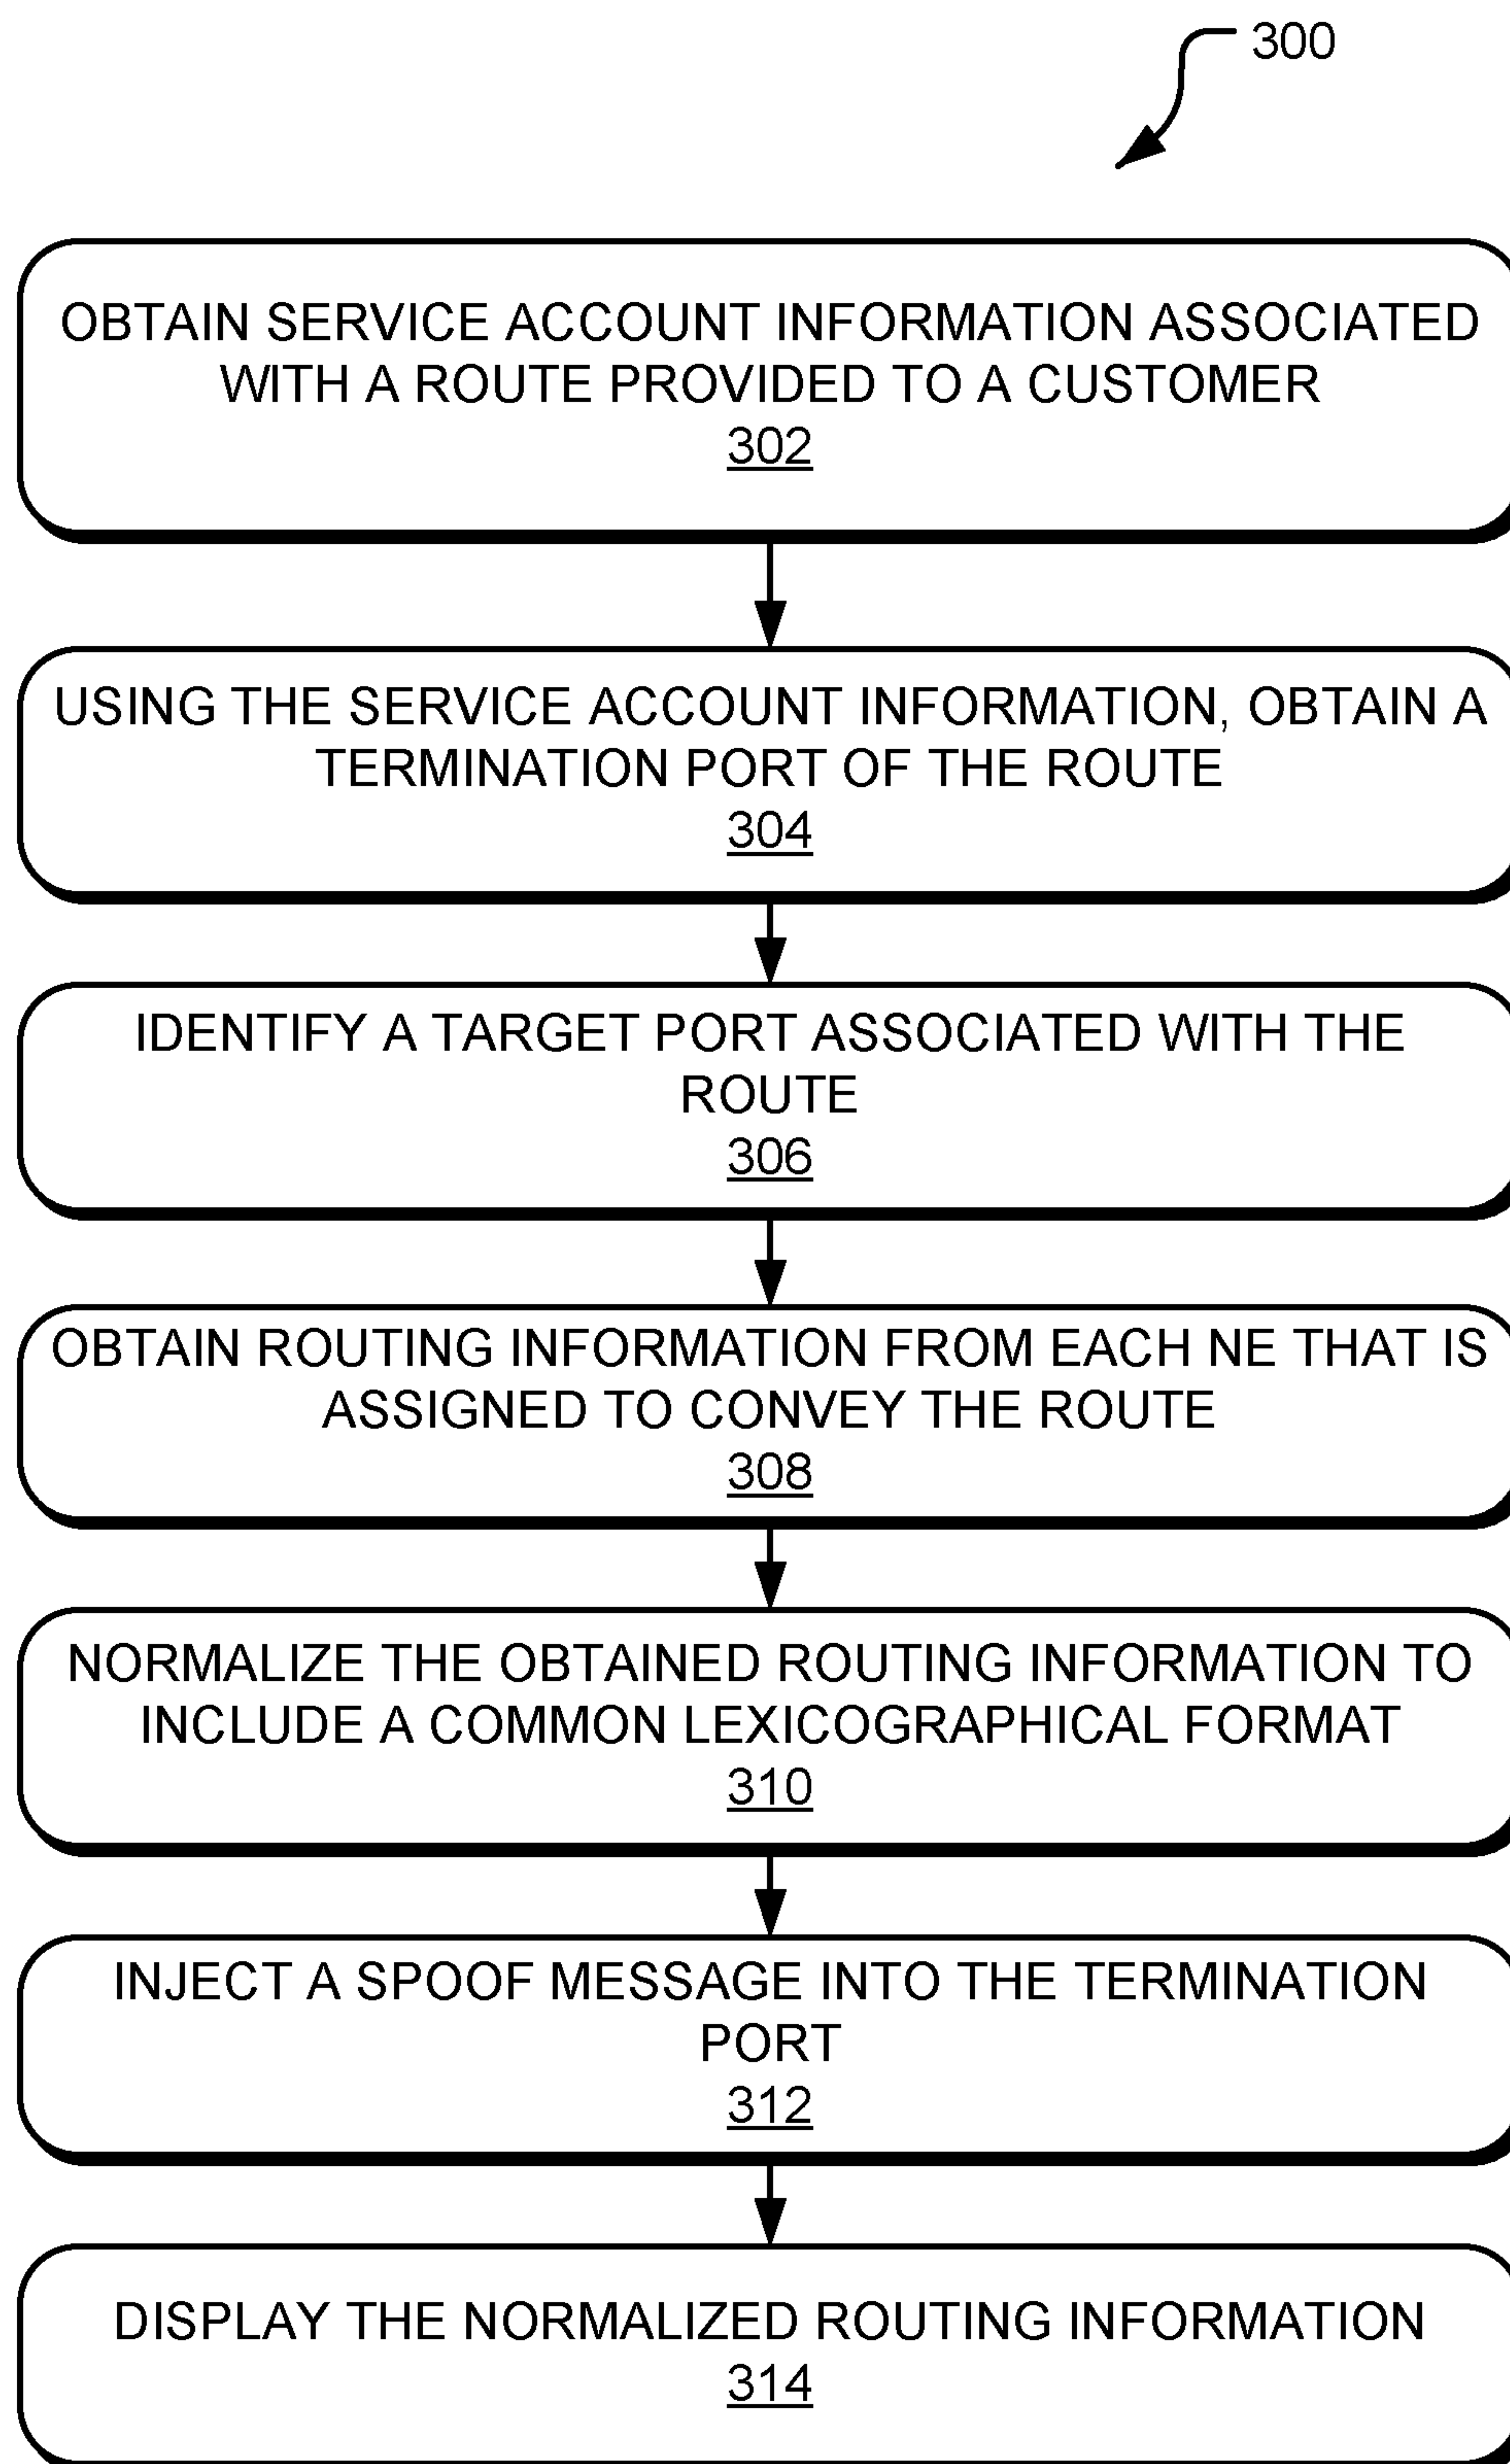 300
OBTAIN SERVICE ACCOUNT INFORMATION ASSOCIATED
WITH A ROUTE PROVIDED TO A CUSTOMER
302
USING THE SERVICE ACCOUNT INFORMATION, OBTAIN A
TERMINATION PORT OF THE ROUTE
304
IDENTIFY A TARGET PORT ASSOCIATED WITH THE
ROUTE
306
OBTAIN ROUTING INFORMATION FROM EACH NE THAT IS
ASSIGNED TO CONVEY THE ROUTE
308
NORMALIZE THE OBTAINED ROUTING INFORMATION TO
INCLUDE A COMMON LEXICOGRAPHICAL FORMAT
310
INJECT A SPOOF MESSAGE INTO THE TERMINATION
PORT
312
DISPLAY THE NORMALIZED ROUTING INFORMATION
314